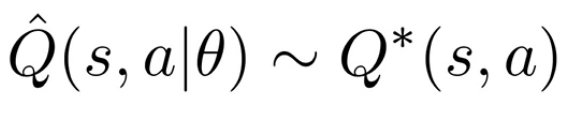 Q̂(s, a|θ) ∼ Q*(s, a)